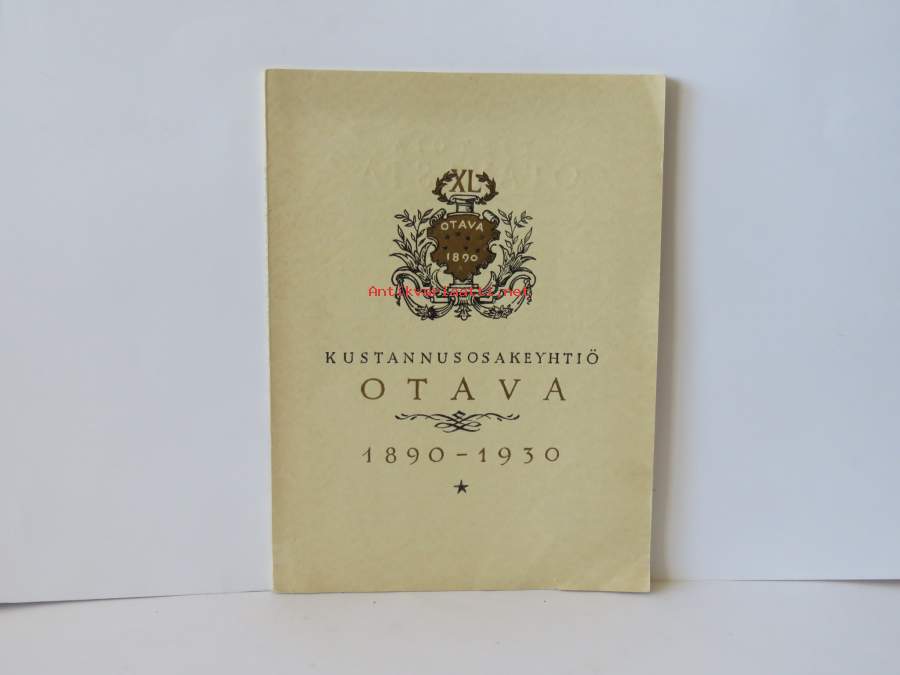 XL
OTAVA
1890
Antikvariaatti.net
KUSTANNUSOSAKEYHTIÖ
OTAVA
1890-1930